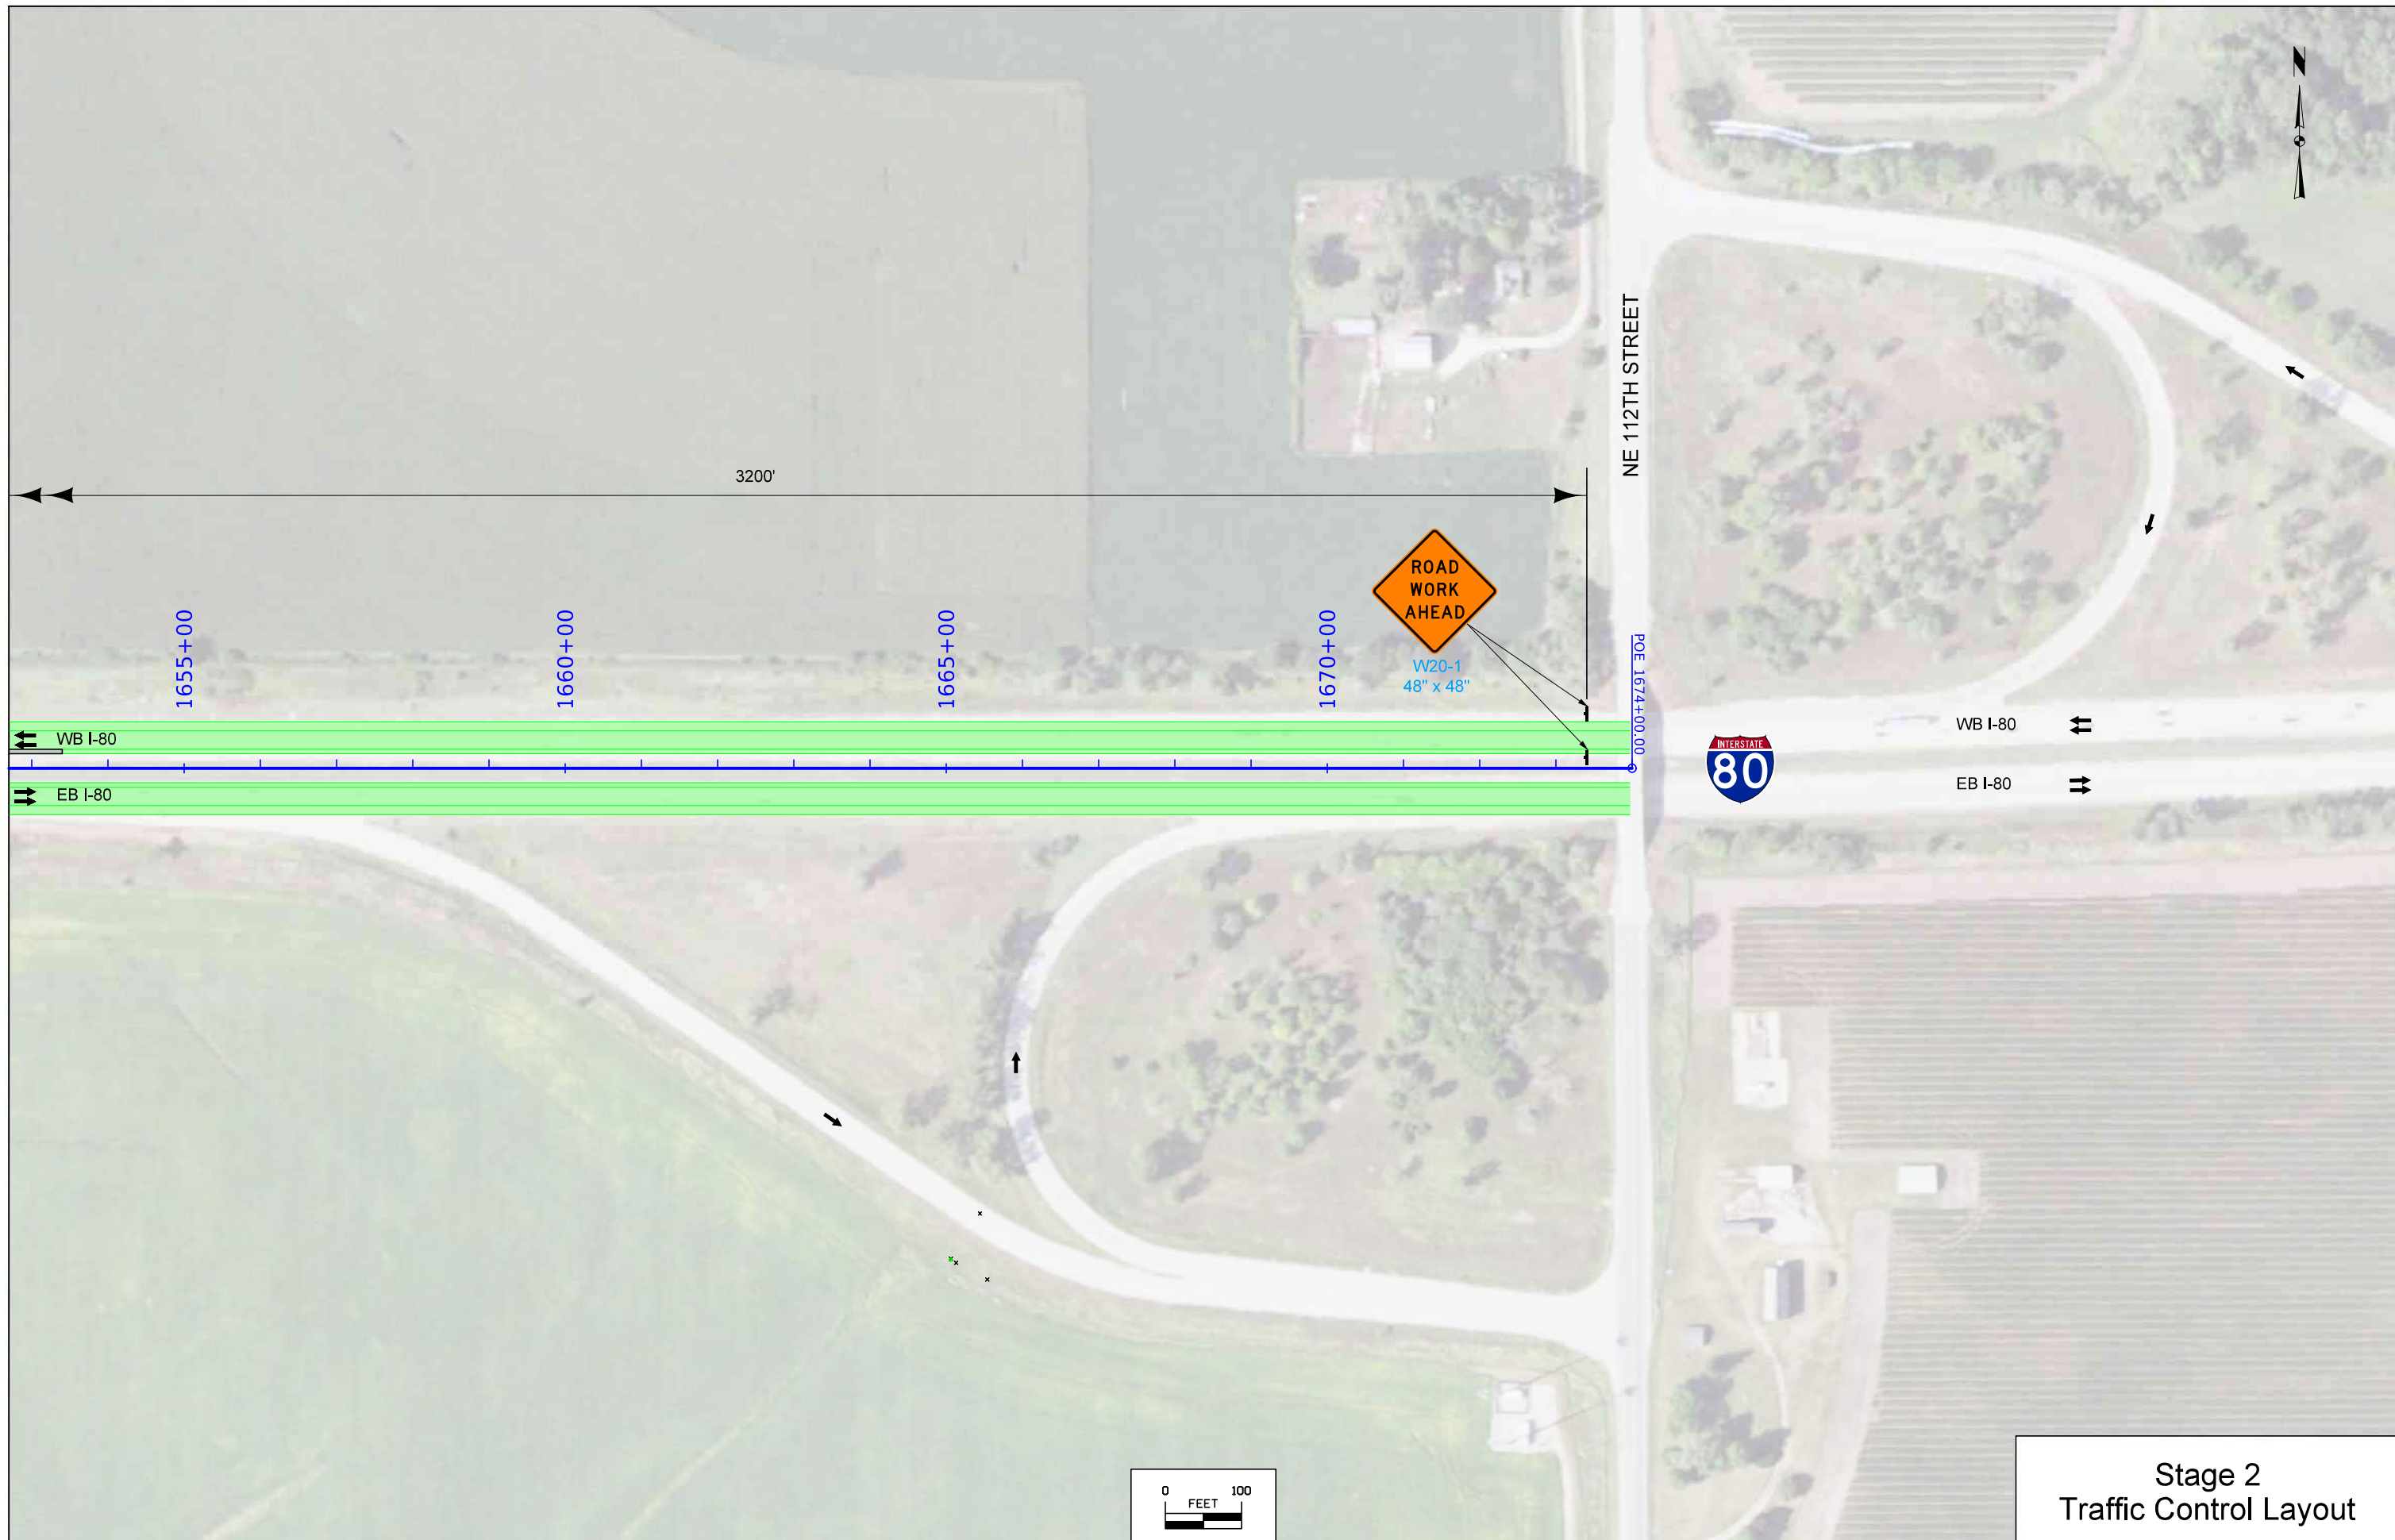 N
NE 112TH STREET
3200'
ROAD
WORK
AHEAD
W20-1
48" x 48"
1655+00
1660+00
1665+00
1670+00
POE 1674+00.00
WB I-80
WB I-80
INTERSTATE
80
EB I-80
EB I-80
0 100
FEET
Stage 2
Traffic Control Layout